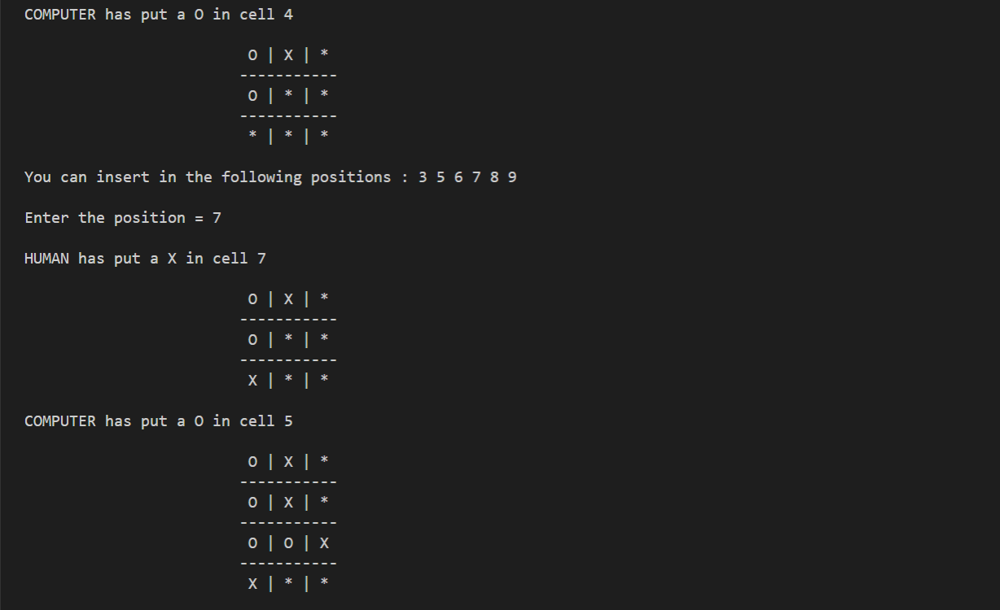 COMPUTER has put a O in cell 4
O | X | *
-----------
O | * | *
-----------
* | * | *
You can insert in the following positions : 3 5 6 7 8 9
Enter the position = 7
HUMAN has put a X in cell 7
O | X | *
-----------
O | * | *
-----------
X | * | *
COMPUTER has put a O in cell 5
O | X | *
-----------
O | X | *
-----------
O | O | X
-----------
X | * | *